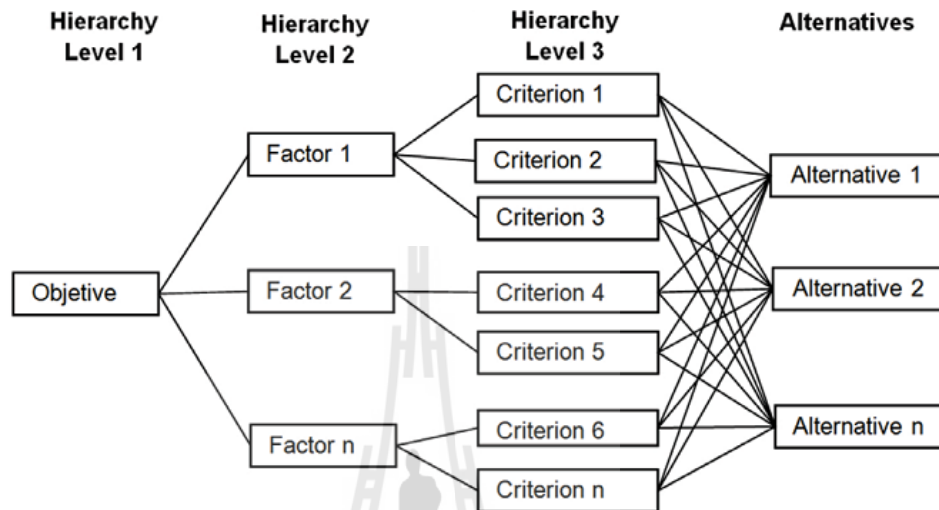 Hierarchy
Level 1
Hierarchy
Level 2
Hierarchy
Level 3
Alternatives
Objetive
Factor 1
Factor 2
Factor n
Criterion 1
Criterion 2
Criterion 3
Criterion 4
Criterion 5
Criterion 6
Criterion n
Alternative 1
Alternative 2
Alternative n